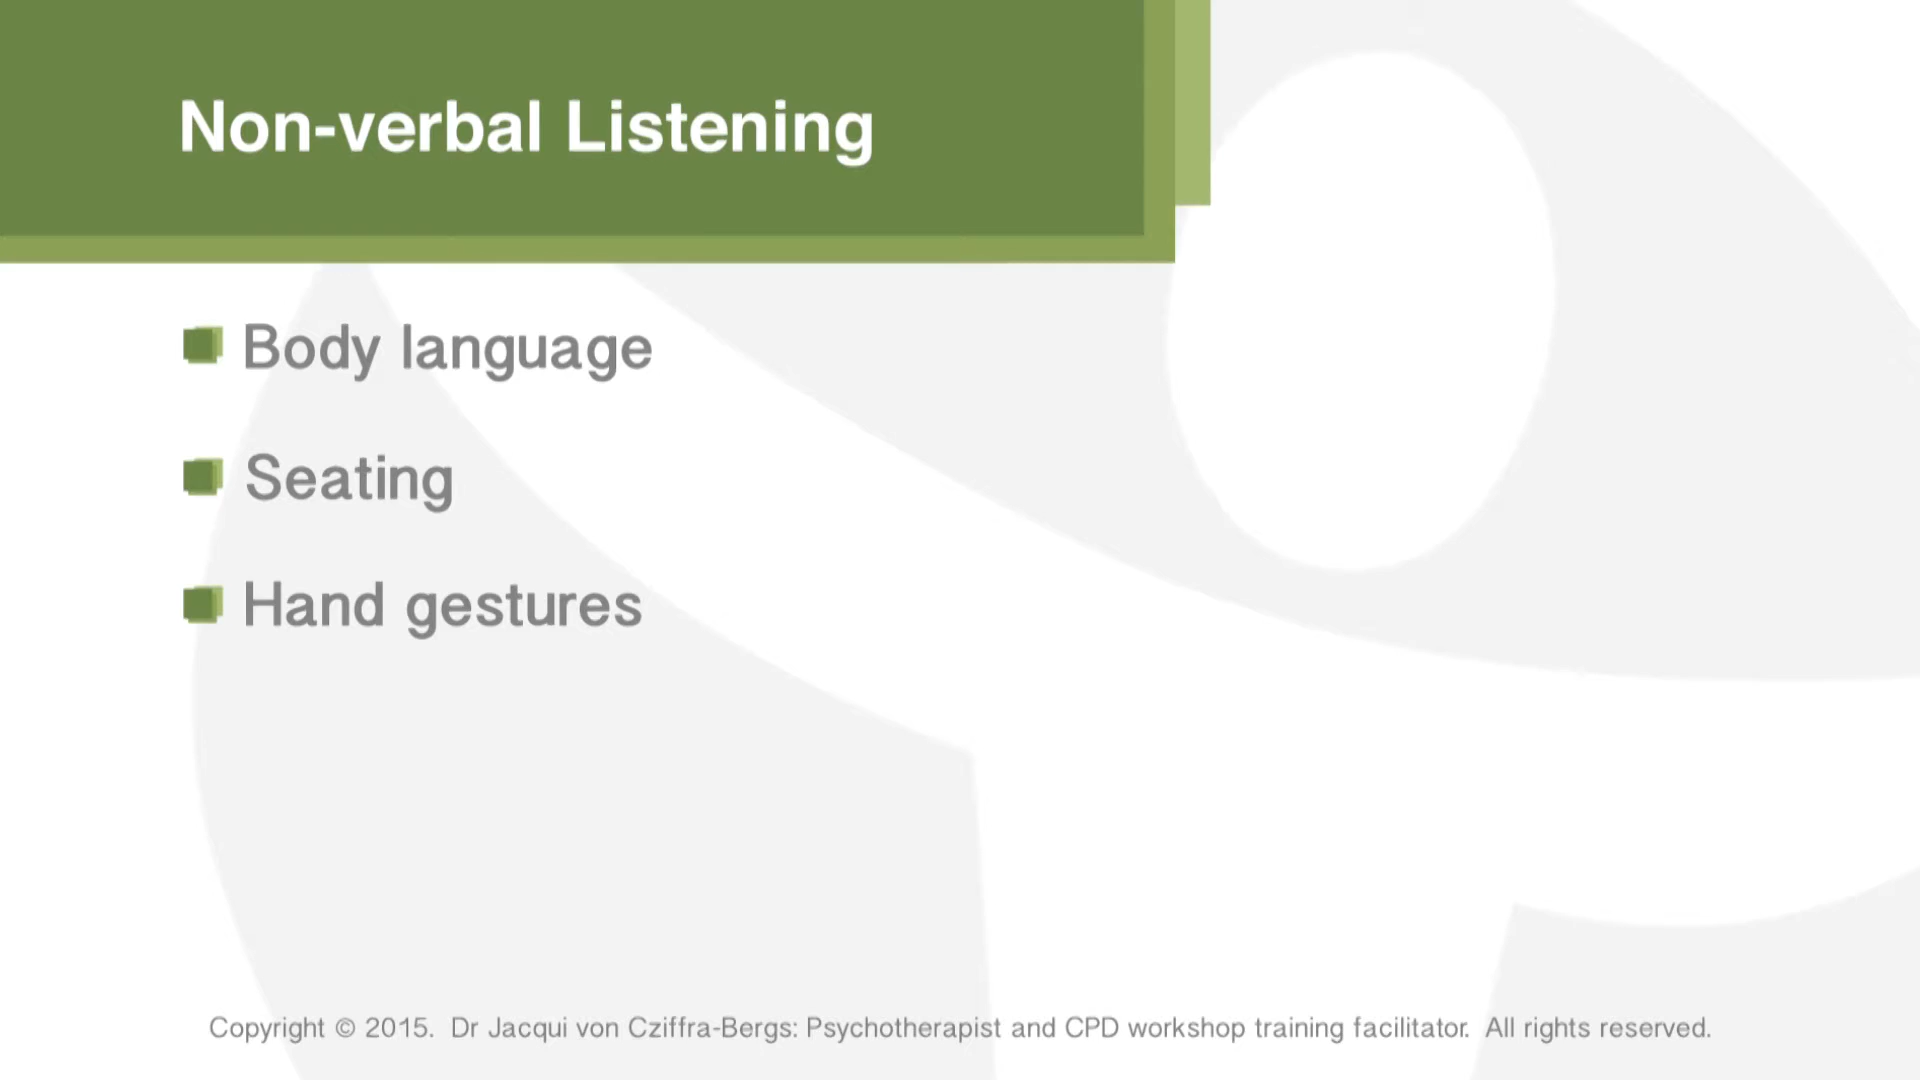 Non-verbal Listening
Body language
Seating
Hand gestures
Copyright © 2015.  Dr Jacqui von Cziffra-Bergs: Psychotherapist and CPD workshop training facilitator.  All rights reserved.